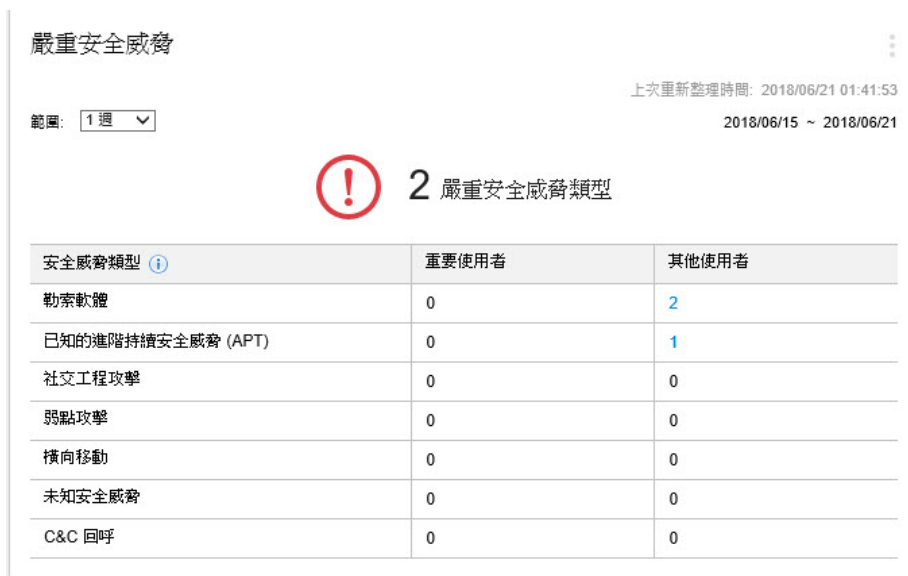 嚴重安全威脅
上次重新整理時間: 2018/06/21 01:41:53
範圍: 1 週
2018/06/15 ~ 2018/06/21
2 嚴重安全威脅類型
安全威脅類型 重要使用者 其他使用者
勒索軟體 0 2
已知的進階持續安全威脅 (APT) 0 1
社交工程攻擊 0 0
弱點攻擊 0 0
橫向移動 0 0
未知安全威脅 0 0
C&C 回呼 0 0